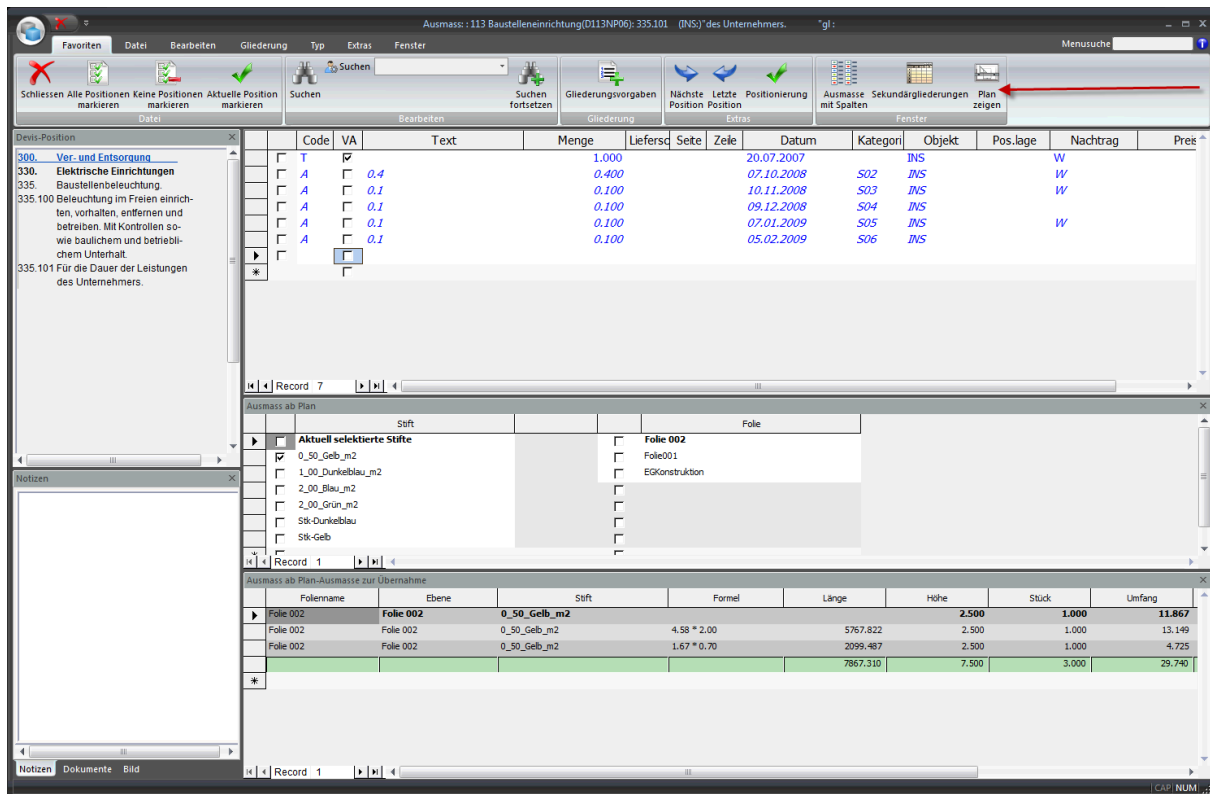 Ausmass: : 113 Baustelleneinrichtung(D113NP06): 335.101 (INS:)"des Unternehmers. "gl :
Favoriten Datei Bearbeiten Gliederung Typ Extras Fenster Menusuche
Suchen
Schliessen Alle Positionen Keine Positionen Aktuelle Position Suchen Suchen Gliederungsvorgaben Nächste Letzte Positionierung Ausmasse Sekundärgliederungen Plan
markieren markieren markieren fortsetzen Position Position mit Spalten zeigen
Datei Bearbeiten Gliederung Extras Fenster
Devis-Position
300. Ver- und Entsorgung
330. Elektrische Einrichtungen
335. Baustellenbeleuchtung.
335.100 Beleuchtung im Freien einrich-
ten, vorhalten, entfernen und
betreiben. Mit Kontrollen so-
wie baulichem und betriebli-
chem Unterhalt.
335.101 Für die Dauer der Leistungen
des Unternehmers.
Code VA Text Menge Liefersc Seite Zeile Datum Kategori Objekt Pos.lage Nachtrag Preis
T 1.000 20.07.2007 INS W
A 0.4 0.400 07.10.2008 S02 INS W
A 0.1 0.100 10.11.2008 S03 INS W
A 0.1 0.100 09.12.2008 S04 INS
A 0.1 0.100 07.01.2009 S05 INS W
A 0.1 0.100 05.02.2009 S06 INS
Record 7
Ausmass ab Plan
Stift Folie
Aktuell selektierte Stifte Folie 002
0_50_Gelb_m2 Folie001
1_00_Dunkelblau_m2 EGKonstruktion
2_00_Blau_m2
2_00_Grün_m2
Stk-Dunkelblau
Stk-Gelb
Record 1
Notizen
Ausmass ab Plan-Ausmasse zur Übernahme
Folienname Ebene Stift Formel Länge Höhe Stück Umfang
Folie 002 Folie 002 0_50_Gelb_m2 2.500 1.000 11.867
Folie 002 Folie 002 0_50_Gelb_m2 4.58 * 2.00 5767.822 2.500 1.000 13.149
Folie 002 Folie 002 0_50_Gelb_m2 1.67 * 0.70 2099.487 2.500 1.000 4.725
7867.310 7.500 3.000 29.740
Notizen Dokumente Bild
Record 1
CAP NUM